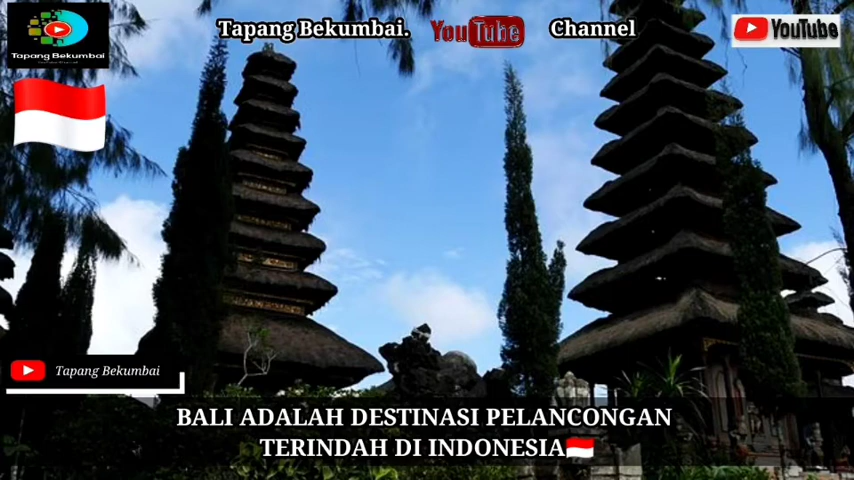 Tapang Bekumbai. YouTube Channel
YouTube
Tapang Bekumbai
Tapang Bekumbai
BALI ADALAH DESTINASI PELANCONGAN
TERINDAH DI INDONESIA🇮🇩